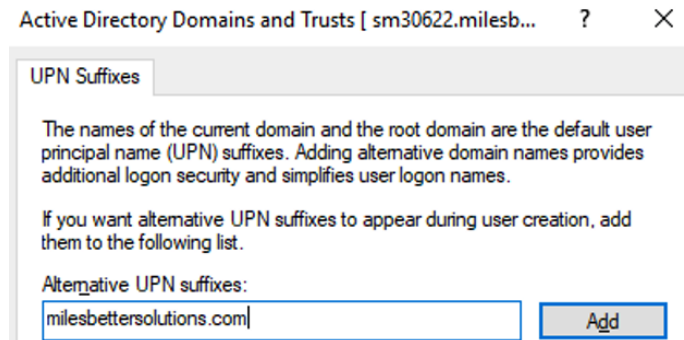 Active Directory Domains and Trusts [ sm30622.milesb... ? ×
UPN Suffixes
The names of the current domain and the root domain are the default user
principal name (UPN) suffixes. Adding alternative domain names provides
additional logon security and simplifies user logon names.
If you want alternative UPN suffixes to appear during user creation, add
them to the following list.
Alternative UPN suffixes:
milesbettersolutions.com Add